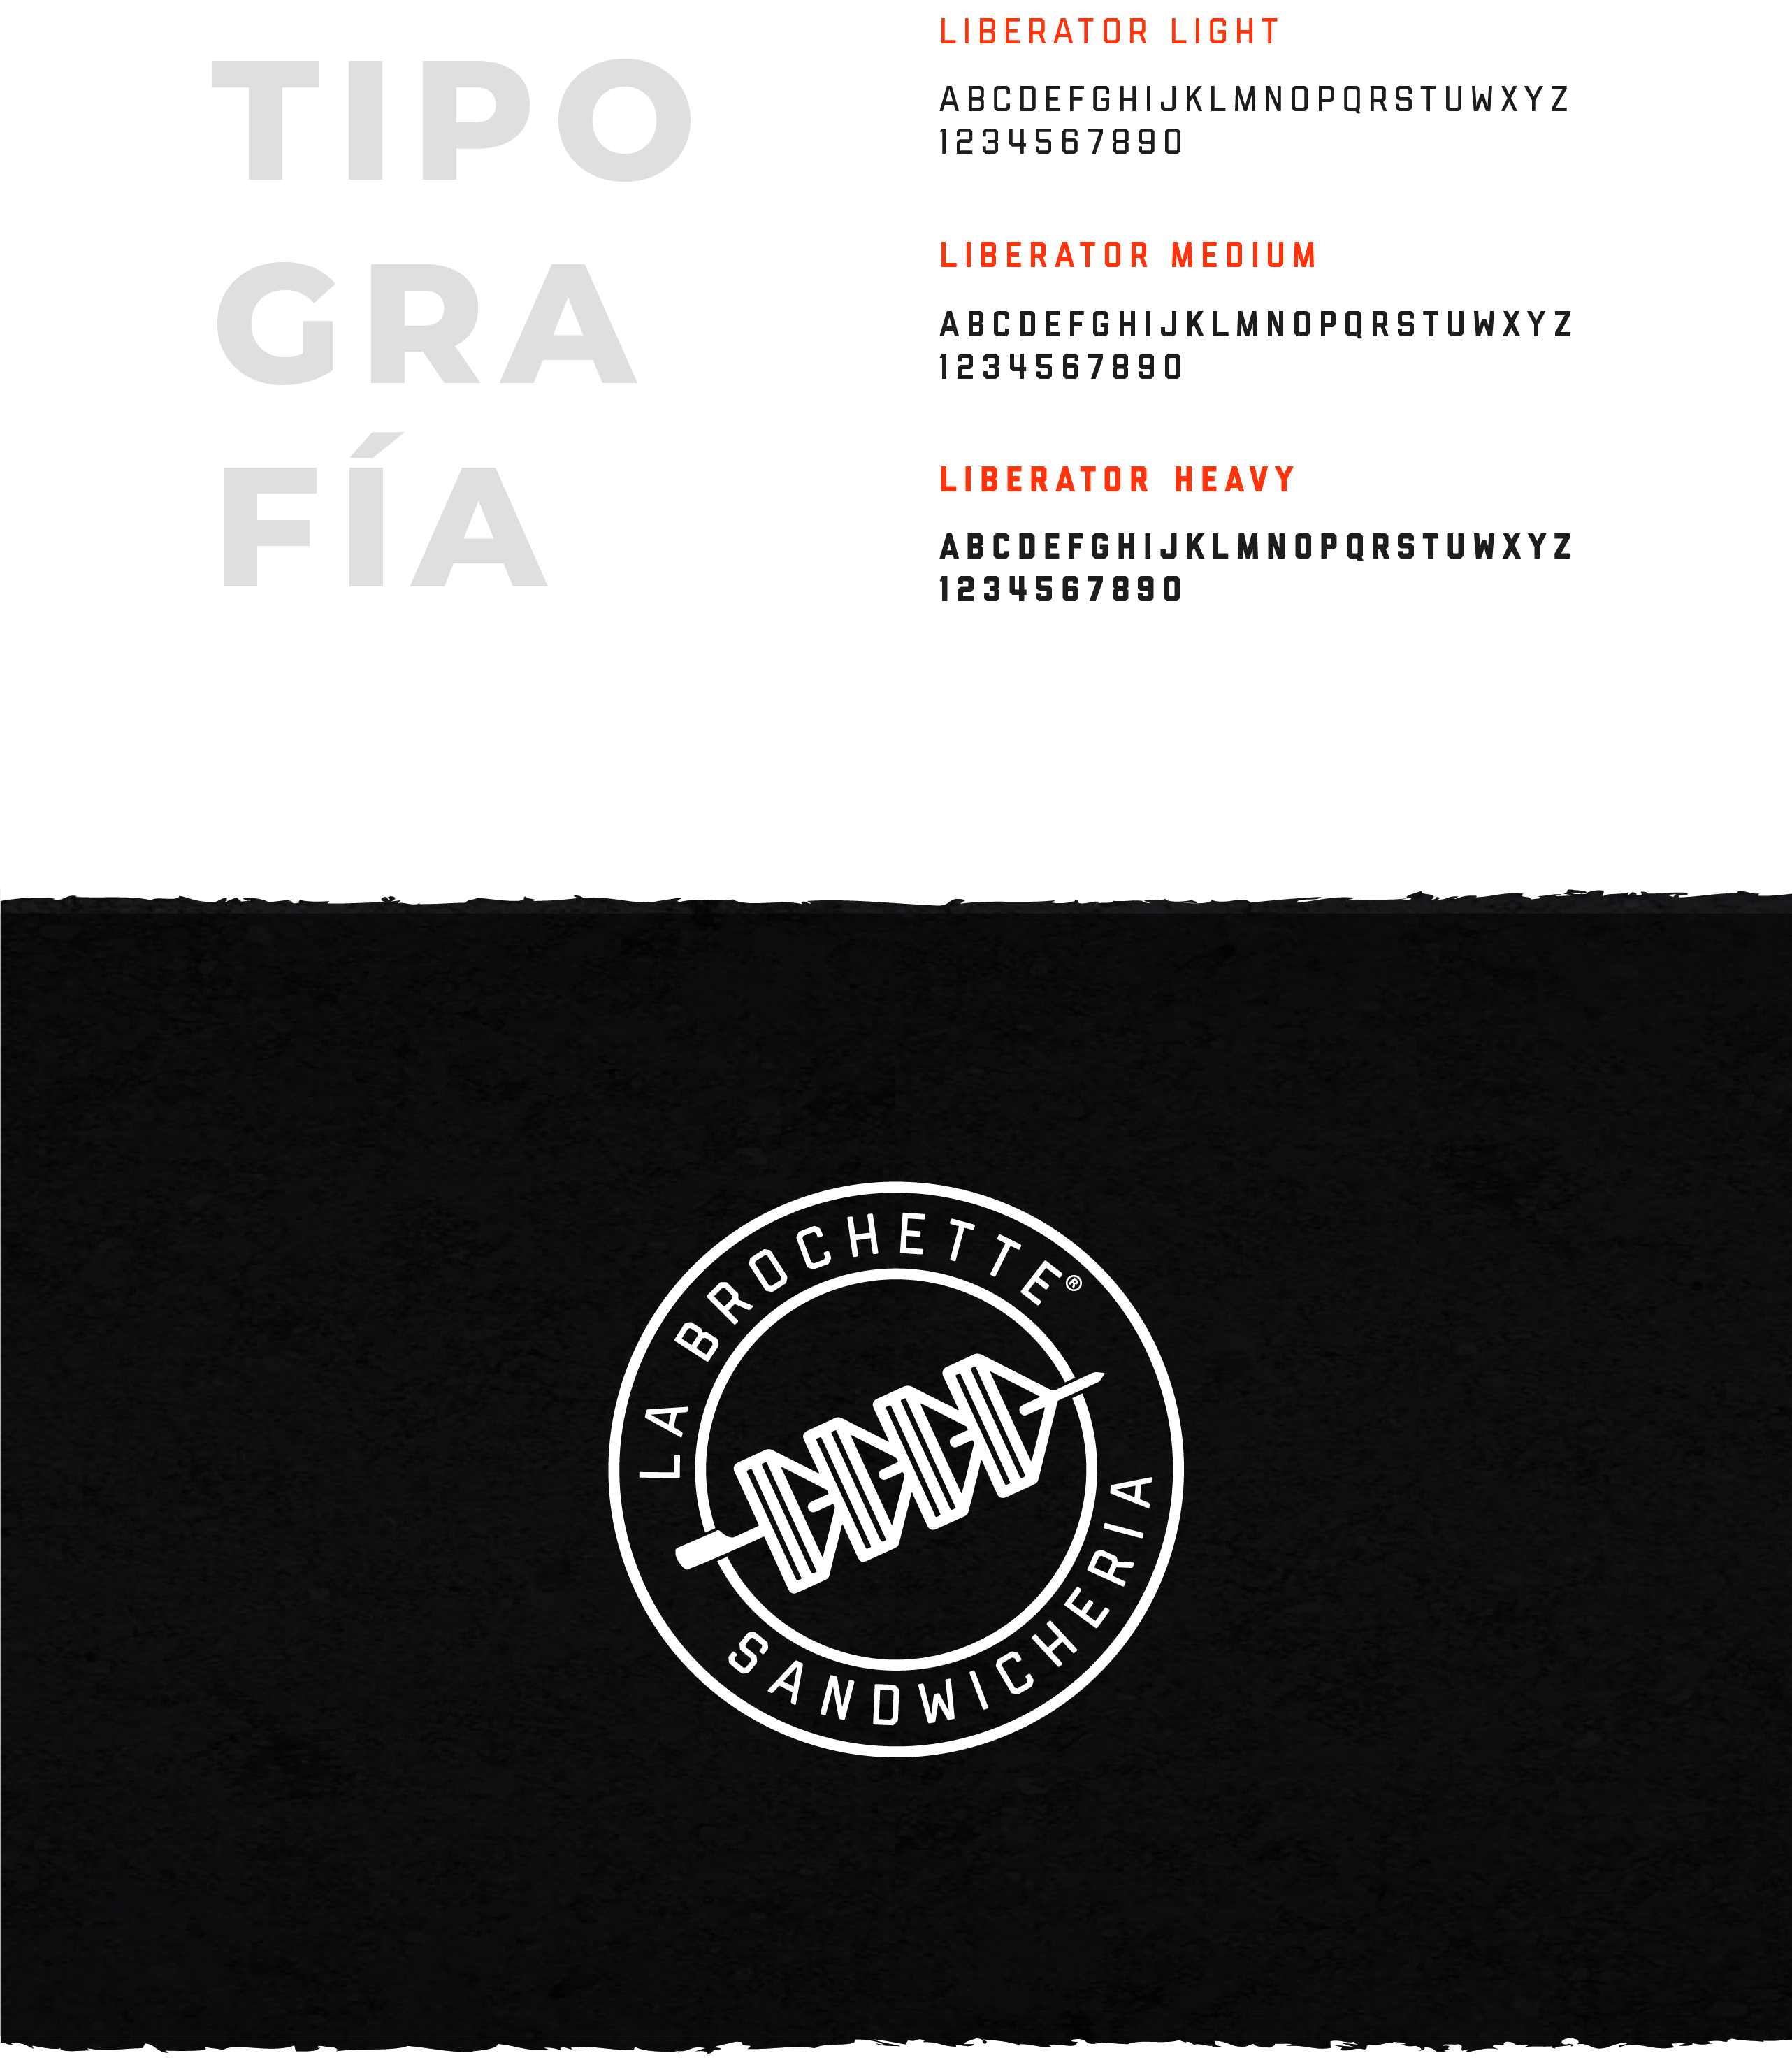 TIPO
GRA
FÍA
LIBERATOR LIGHT
ABCDEFGHIJKLMNOPQRSTUWXYZ
1234567890
LIBERATOR MEDIUM
ABCDEFGHIJKLMNOPQRSTUWXYZ
1234567890
LIBERATOR HEAVY
ABCDEFGHIJKLMNOPQRSTUWXYZ
1234567890
LA BROCHETTE®
SANDWICHERIA